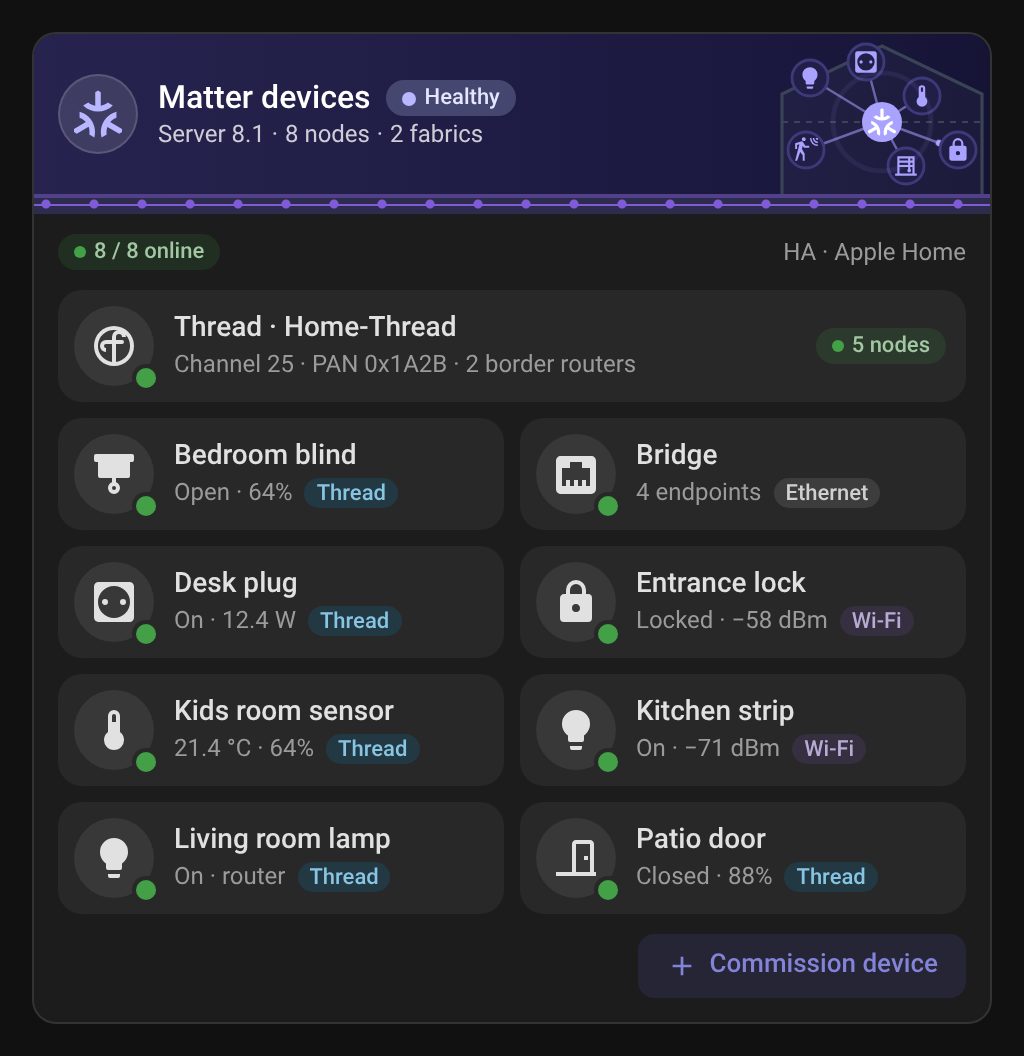 Matter devices
Healthy
Server 8.1 · 8 nodes · 2 fabrics
8 / 8 online
HA · Apple Home
Thread · Home-Thread
Channel 25 · PAN 0x1A2B · 2 border routers
5 nodes
Bedroom blind
Open · 64% Thread
Bridge
4 endpoints Ethernet
Desk plug
On · 12.4 W Thread
Entrance lock
Locked · −58 dBm Wi-Fi
Kids room sensor
21.4 °C · 64% Thread
Kitchen strip
On · −71 dBm Wi-Fi
Living room lamp
On · router Thread
Patio door
Closed · 88% Thread
+ Commission device